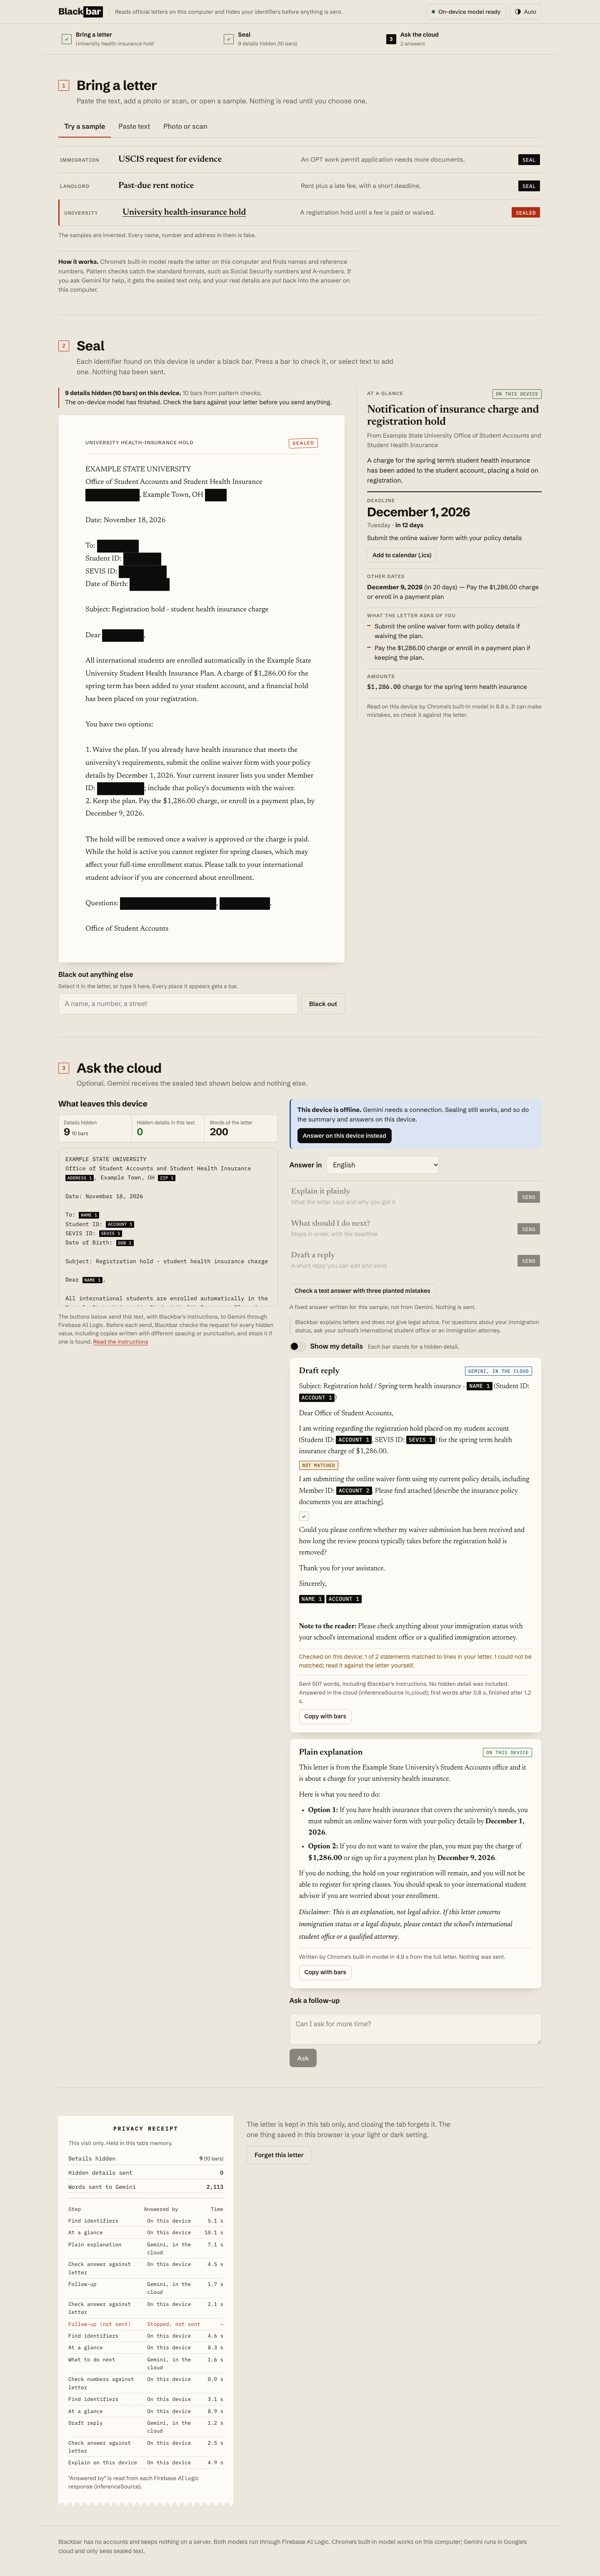 Blackbar
Reads official letters on this computer and hides your identifiers before anything is sent.
On-device model ready
Auto
Bring a letter
University health-insurance hold
Seal
9 details hidden (10 bars)
3
Ask the cloud
2 answers
1
Bring a letter
Paste the text, add a photo or scan, or open a sample. Nothing is read until you choose one.
Try a sample
Paste text
Photo or scan
IMMIGRATION
USCIS request for evidence
An OPT work permit application needs more documents.
SEAL
LANDLORD
Past-due rent notice
Rent plus a late fee, with a short deadline.
SEAL
UNIVERSITY
University health-insurance hold
A registration hold until a fee is paid or waived.
SEALED
The samples are invented. Every name, number and address in them is fake.
How it works. Chrome's built-in model reads the letter on this computer and finds names and reference
numbers. Pattern checks catch the standard formats, such as Social Security numbers and A-numbers. If
you ask Gemini for help, it gets the sealed text only, and your real details are put back into the answer on
this computer.
2
Seal
Each identifier found on this device is under a black bar. Press a bar to check it, or select text to add
one. Nothing has been sent.
9 details hidden (10 bars) on this device. 10 bars from pattern checks.
The on-device model has finished. Check the bars against your letter before you send anything.
UNIVERSITY HEALTH-INSURANCE HOLD
SEALED
EXAMPLE STATE UNIVERSITY
Office of Student Accounts and Student Health Insurance
, Example Town, OH
Date: November 18, 2026
To:
Student ID:
SEVIS ID:
Date of Birth:
Subject: Registration hold - student health insurance charge
Dear ,
All international students are enrolled automatically in the Example State
University Student Health Insurance Plan. A charge of $1,286.00 for the
spring term has been added to your student account, and a financial hold
has been placed on your registration.
You have two options:
1. Waive the plan. If you already have health insurance that meets the
university's requirements, submit the online waiver form with your policy
details by December 1, 2026. Your current insurer lists you under Member
ID: ; include that policy's documents with the waiver.
2. Keep the plan. Pay the $1,286.00 charge, or enroll in a payment plan, by
December 9, 2026.
The hold will be removed once a waiver is approved or the charge is paid.
While the hold is active you cannot register for spring classes, which may
affect your full-time enrollment status. Please talk to your international
student advisor if you are concerned about enrollment.
Questions: , .
Office of Student Accounts
AT A GLANCE
ON THIS DEVICE
Notification of insurance charge and
registration hold
From Example State University Office of Student Accounts and
Student Health Insurance
A charge for the spring term's student health insurance
has been added to the student account, placing a hold on
registration.
DEADLINE
December 1, 2026
Tuesday · in 12 days
Submit the online waiver form with your policy details
Add to calendar (.ics)
OTHER DATES
December 9, 2026 (in 20 days) — Pay the $1,286.00 charge
or enroll in a payment plan
WHAT THE LETTER ASKS OF YOU
– Submit the online waiver form with policy details if
waiving the plan.
– Pay the $1,286.00 charge or enroll in a payment plan if
keeping the plan.
AMOUNTS
$1,286.00 charge for the spring term health insurance
Read on this device by Chrome's built-in model in 8.9 s. It can make
mistakes, so check it against the letter.
Black out anything else
Select it in the letter, or type it here. Every place it appears gets a bar.
A name, a number, a street
Black out
3
Ask the cloud
Optional. Gemini receives the sealed text shown below and nothing else.
What leaves this device
Details hidden
9 10 bars
Hidden details in this text
0
Words of the letter
200
EXAMPLE STATE UNIVERSITY
Office of Student Accounts and Student Health Insurance
ADDRESS 1, Example Town, OH ZIP 1
Date: November 18, 2026
To: NAME 1
Student ID: ACCOUNT 1
SEVIS ID: SEVIS 1
Date of Birth: DOB 1
Subject: Registration hold - student health insurance charge
Dear NAME 1,
All international students are enrolled automatically in the
The buttons below send this text, with Blackbar's instructions, to Gemini through
Firebase AI Logic. Before each send, Blackbar checks the request for every hidden
value, including copies written with different spacing or punctuation, and stops it if
one is found. Read the instructions
This device is offline. Gemini needs a connection. Sealing still works, and so do
the summary and answers on this device.
Answer on this device instead
Answer in
English
Explain it plainly
What the letter says and why you got it
SEND
What should I do next?
Steps in order, with the deadline
SEND
Draft a reply
A short reply you can edit and send
SEND
Check a test answer with three planted mistakes
A fixed answer written for this sample, not from Gemini. Nothing is sent.
Blackbar explains letters and does not give legal advice. For questions about your immigration
status, ask your school's international student office or an immigration attorney.
Show my details
Each bar stands for a hidden detail.
Draft reply
GEMINI, IN THE CLOUD
Subject: Registration hold / Spring term health insurance - NAME 1 (Student ID:
ACCOUNT 1)
Dear Office of Student Accounts,
I am writing regarding the registration hold placed on my student account
(Student ID: ACCOUNT 1, SEVIS ID: SEVIS 1) for the spring term health
insurance charge of $1,286.00.
NOT MATCHED
I am submitting the online waiver form using my current policy details, including
Member ID: ACCOUNT 2. Please find attached [describe the insurance policy
documents you are attaching].
Could you please confirm whether my waiver submission has been received and
how long the review process typically takes before the registration hold is
removed?
Thank you for your assistance.
Sincerely,
NAME 1 ACCOUNT 1
Note to the reader: Please check anything about your immigration status with
your school's international student office or a qualified immigration attorney.
Checked on this device: 1 of 2 statements matched to lines in your letter. 1 could not be
matched; read it against the letter yourself.
Sent 507 words, including Blackbar's instructions. No hidden detail was included.
Answered in the cloud (inferenceSource in_cloud); first words after 0.8 s, finished after 1.2
s.
Copy with bars
Plain explanation
ON THIS DEVICE
This letter is from the Example State University's Student Accounts office and it
is about a charge for your university health insurance.
Here is what you need to do:
• Option 1: If you have health insurance that covers the university's needs, you
must submit an online waiver form with your policy details by December 1,
2026.
• Option 2: If you do not want to waive the plan, you must pay the charge of
$1,286.00 or sign up for a payment plan by December 9, 2026.
If you do nothing, the hold on your registration will remain, and you will not be
able to register for spring classes. You should speak to your international student
advisor if you are worried about enrollment.
Disclaimer: This is an explanation, not legal advice. If this letter concerns
immigration status or a legal dispute, please contact the school's international
student office or a qualified attorney.
Written by Chrome's built-in model in 4.9 s from the full letter. Nothing was sent.
Copy with bars
Ask a follow-up
Can I ask for more time?
Ask
PRIVACY RECEIPT
This visit only. Held in this tab's memory.
Details hidden 9 (10 bars)
Hidden details sent 0
Words sent to Gemini 2,113
Step Answered by Time
Find identifiers On this device 5.1 s
At a glance On this device 10.1 s
Plain explanation Gemini, in the cloud 7.1 s
Check answer against letter On this device 4.5 s
Follow-up Gemini, in the cloud 1.7 s
Check answer against letter On this device 2.1 s
Follow-up (not sent) Stopped, not sent —
Find identifiers On this device 4.6 s
At a glance On this device 8.3 s
What to do next Gemini, in the cloud 1.6 s
Check numbers against letter On this device 0.0 s
Find identifiers On this device 3.1 s
At a glance On this device 8.9 s
Draft reply Gemini, in the cloud 1.2 s
Check answer against letter On this device 2.5 s
Explain on this device On this device 4.9 s
"Answered by" is read from each Firebase AI Logic
response (inferenceSource).
The letter is kept in this tab only, and closing the tab forgets it. The
one thing saved in this browser is your light or dark setting.
Forget this letter
Blackbar has no accounts and keeps nothing on a server. Both models run through Firebase AI Logic. Chrome's built-in model works on this computer; Gemini runs in Google's
cloud and only sees sealed text.